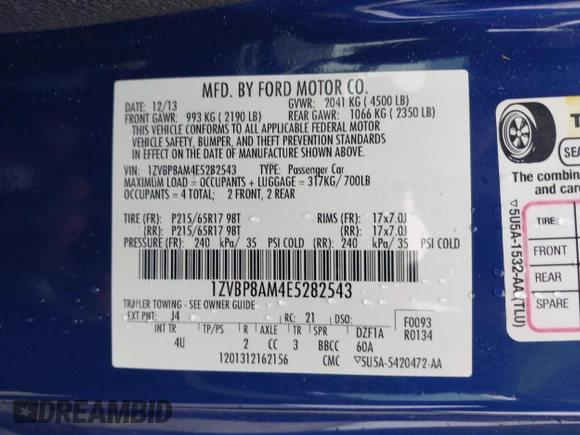 MFD. BY FORD MOTOR CO.
DATE: 12/13 GVWR: 2041 KG ( 4500 LB)
FRONT GAWR: 993 KG ( 2190 LB) REAR GAWR: 1066 KG ( 2350 LB)
THIS VEHICLE CONFORMS TO ALL APPLICABLE FEDERAL MOTOR
VEHICLE SAFETY, BUMPER, AND THEFT PREVENTION STANDARDS
IN EFFECT ON THE DATE OF MANUFACTURE SHOWN ABOVE.
VIN: 1ZVBP8AM4E5282543 TYPE: Passenger Car
MAXIMUM LOAD = OCCUPANTS + LUGGAGE = 317KG/700LB
OCCUPANTS = 4 TOTAL; 2 FRONT, 2 REAR
TIRE (FR): P215/65R17 98T RIMS (FR): 17x7.0J
(RR): P215/65R17 98T (RR): 17x7.0J
PRESSURE (FR): 240 kPa/ 35 PSI COLD (RR): 240 kPa/ 35 PSI COLD
1ZVBP8AM4E5282543
TRAILER TOWING - SEE OWNER GUIDE
EXT PNT: J4 RC: 21 DSO: F0093
INT TR TP/PS R AXLE TR SPR DZF1A R0134
4U 2 CC 3 BBCC 60A
1201312162156 CMC ▽5U5A-5420472-AA
SEA
The combin
and carg
▽5U5A-1532-AA (TLU)
TIRE
FRONT
REAR
SPARE
DREAMBID